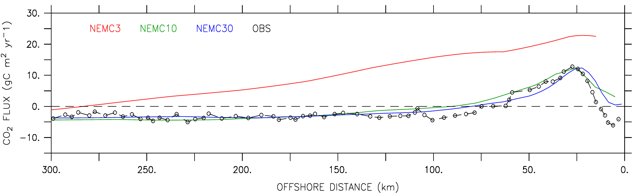 30.
NEMC3 NEMC10 NEMC30 OBS
20.
10.
0.
-10.
CO2 FLUX (gC m² yr⁻¹)
300. 250. 200. 150. 100. 50. 0.
OFFSHORE DISTANCE (km)